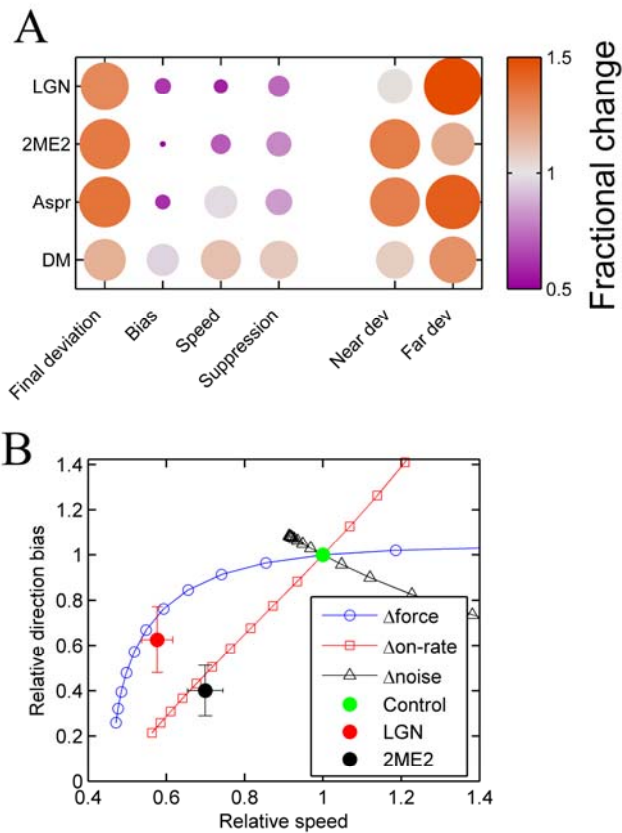 A
LGN
2ME2
Aspr
DM
Final deviation
Bias
Speed
Suppression
Near dev
Far dev
1.5
1
0.5
Fractional change
B
1.4
1.2
1
0.8
0.6
0.4
0.2
0
Relative direction bias
0.4
0.6
0.8
1
1.2
1.4
Relative speed
Δforce
Δon-rate
Δnoise
Control
LGN
2ME2